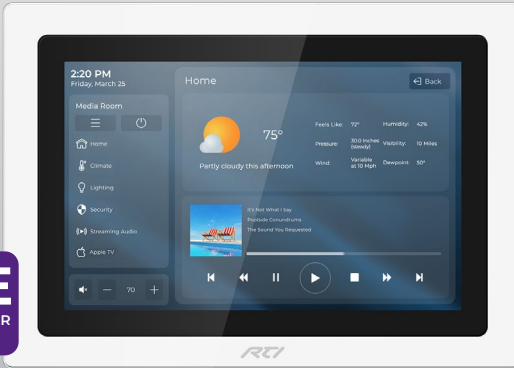 2:20 PM
Friday, March 25
Media Room
Home
Climate
Lighting
Security
Streaming Audio
Apple TV
70
Home
Back
75°
Partly cloudy this afternoon
Feels Like: 72° Humidity: 42%
Pressure: 30.0 Inches (steady) Visibility: 10 Miles
Wind: Variable at 10 Mph Dewpoint: 50°
It's Not What I Say
Popside Conundrums
The Sound You Requested
RTI
E
R